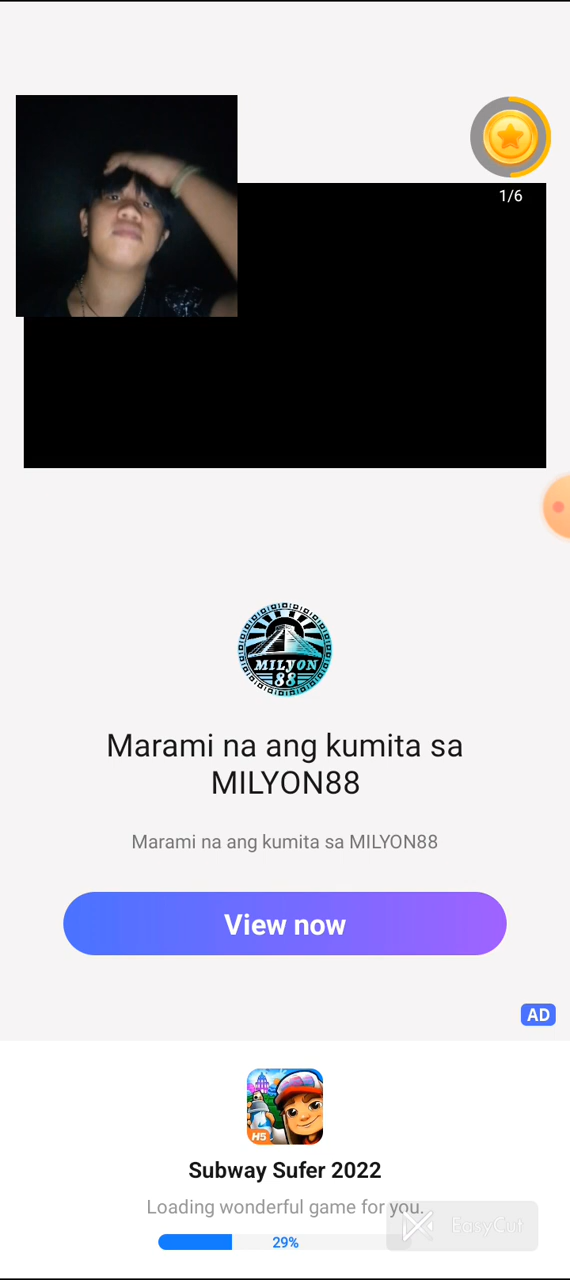 1/6
MILYON
88
Marami na ang kumita sa
MILYON88
Marami na ang kumita sa MILYON88
View now
AD
H5
Subway Sufer 2022
Loading wonderful game for you.
EasyCut
29%